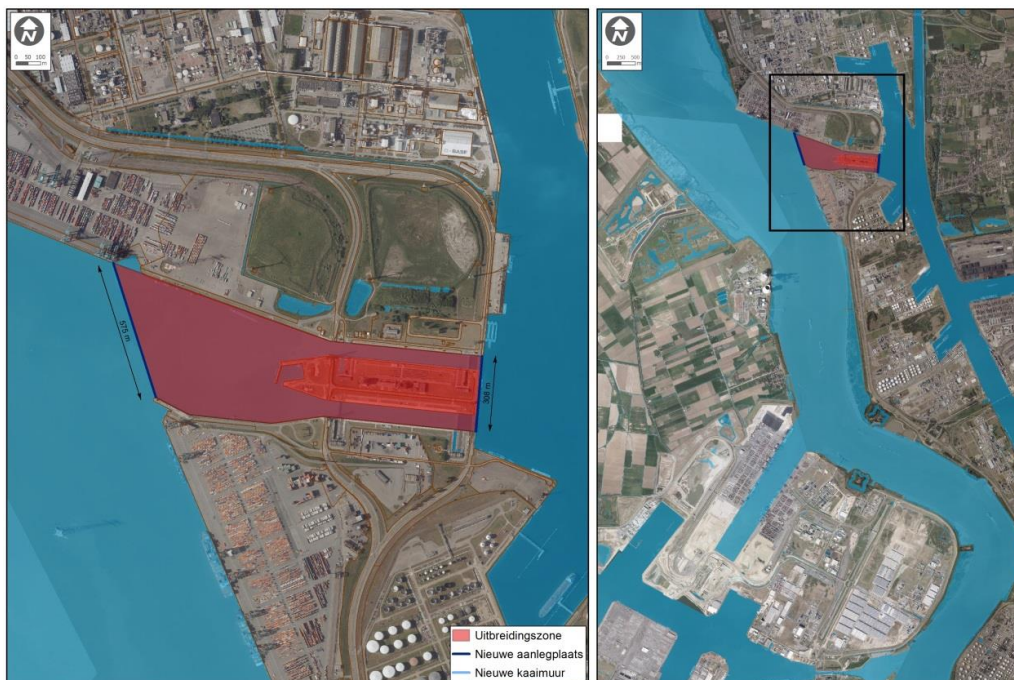 N
0 50 100
m
N
0 250 500
m
BASF
575 m
308 m
Uitbreidingszone
Nieuwe aanlegplaats
Nieuwe kaaimuur